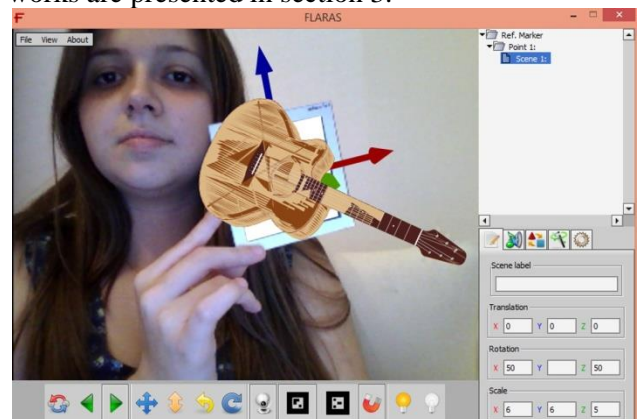 works are presented in section 5.
F FLARAS
File View About
Ref. Marker
Point 1:
Scene 1:
Scene label
Translation
X 0 Y 0 Z 0
Rotation
X 50 Y Z 50
Scale
X 6 Y 6 Z 5